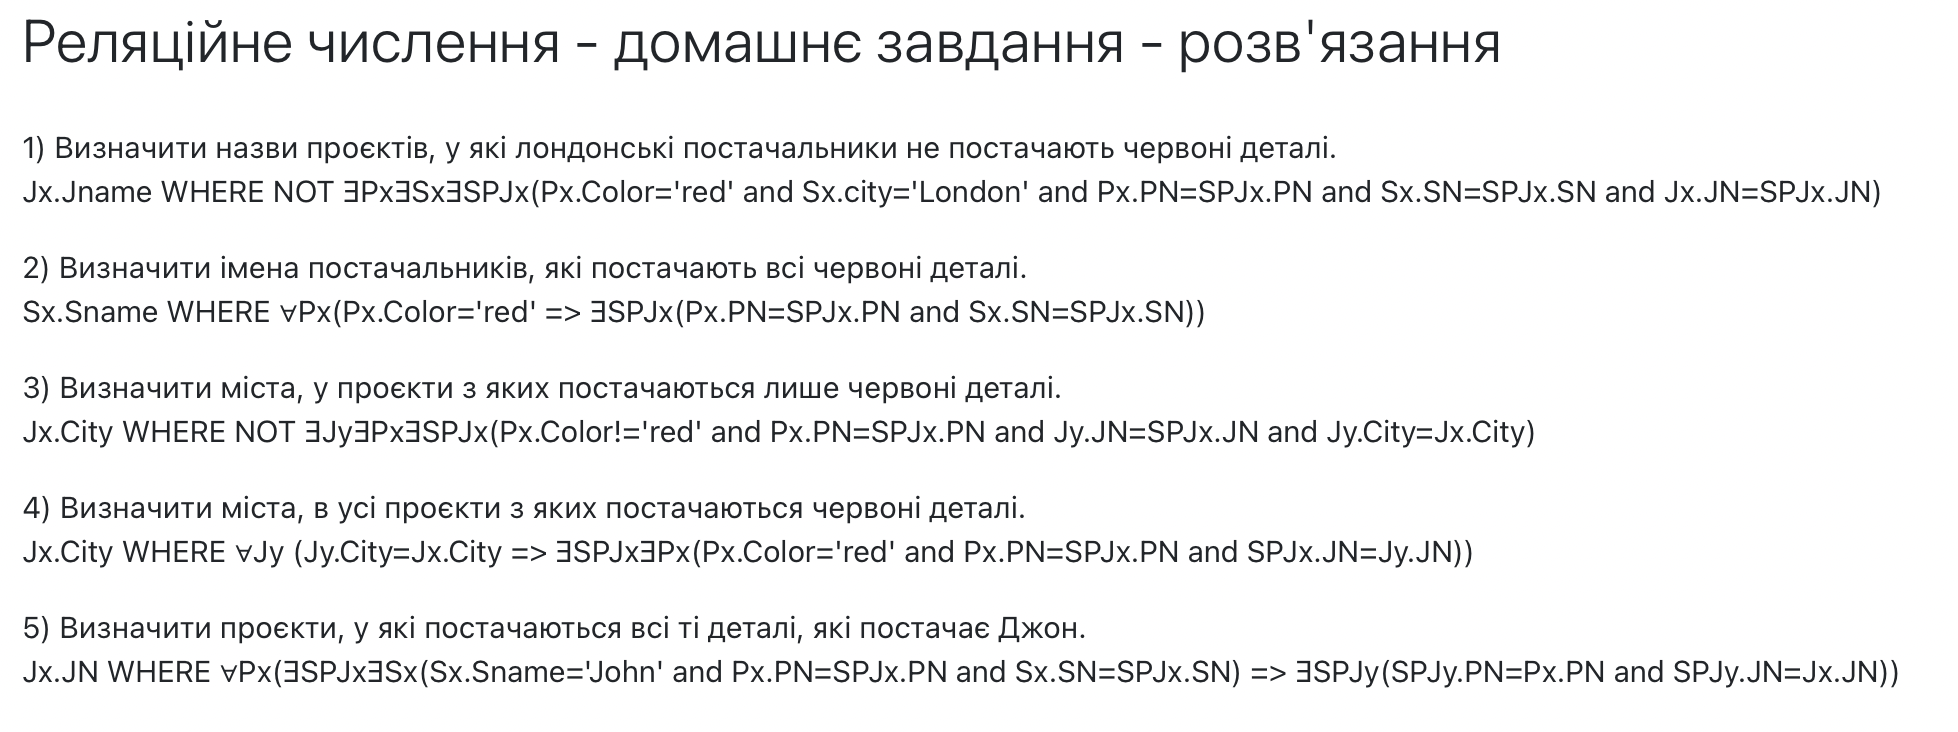 Реляційне числення - домашнє завдання - розв'язання
1) Визначити назви проєктів, у які лондонські постачальники не постачають червоні деталі.
Jx.Jname WHERE NOT ∃Px∃Sx∃SPJx(Px.Color='red' and Sx.city='London' and Px.PN=SPJx.PN and Sx.SN=SPJx.SN and Jx.JN=SPJx.JN)
2) Визначити імена постачальників, які постачають всі червоні деталі.
Sx.Sname WHERE ∀Px(Px.Color='red' => ∃SPJx(Px.PN=SPJx.PN and Sx.SN=SPJx.SN))
3) Визначити міста, у проєкти з яких постачаються лише червоні деталі.
Jx.City WHERE NOT ∃Jy∃Px∃SPJx(Px.Color!='red' and Px.PN=SPJx.PN and Jy.JN=SPJx.JN and Jy.City=Jx.City)
4) Визначити міста, в усі проєкти з яких постачаються червоні деталі.
Jx.City WHERE ∀Jy (Jy.City=Jx.City => ∃SPJx∃Px(Px.Color='red' and Px.PN=SPJx.PN and SPJx.JN=Jy.JN))
5) Визначити проєкти, у які постачаються всі ті деталі, які постачає Джон.
Jx.JN WHERE ∀Px(∃SPJx∃Sx(Sx.Sname='John' and Px.PN=SPJx.PN and Sx.SN=SPJx.SN) => ∃SPJy(SPJy.PN=Px.PN and SPJy.JN=Jx.JN))